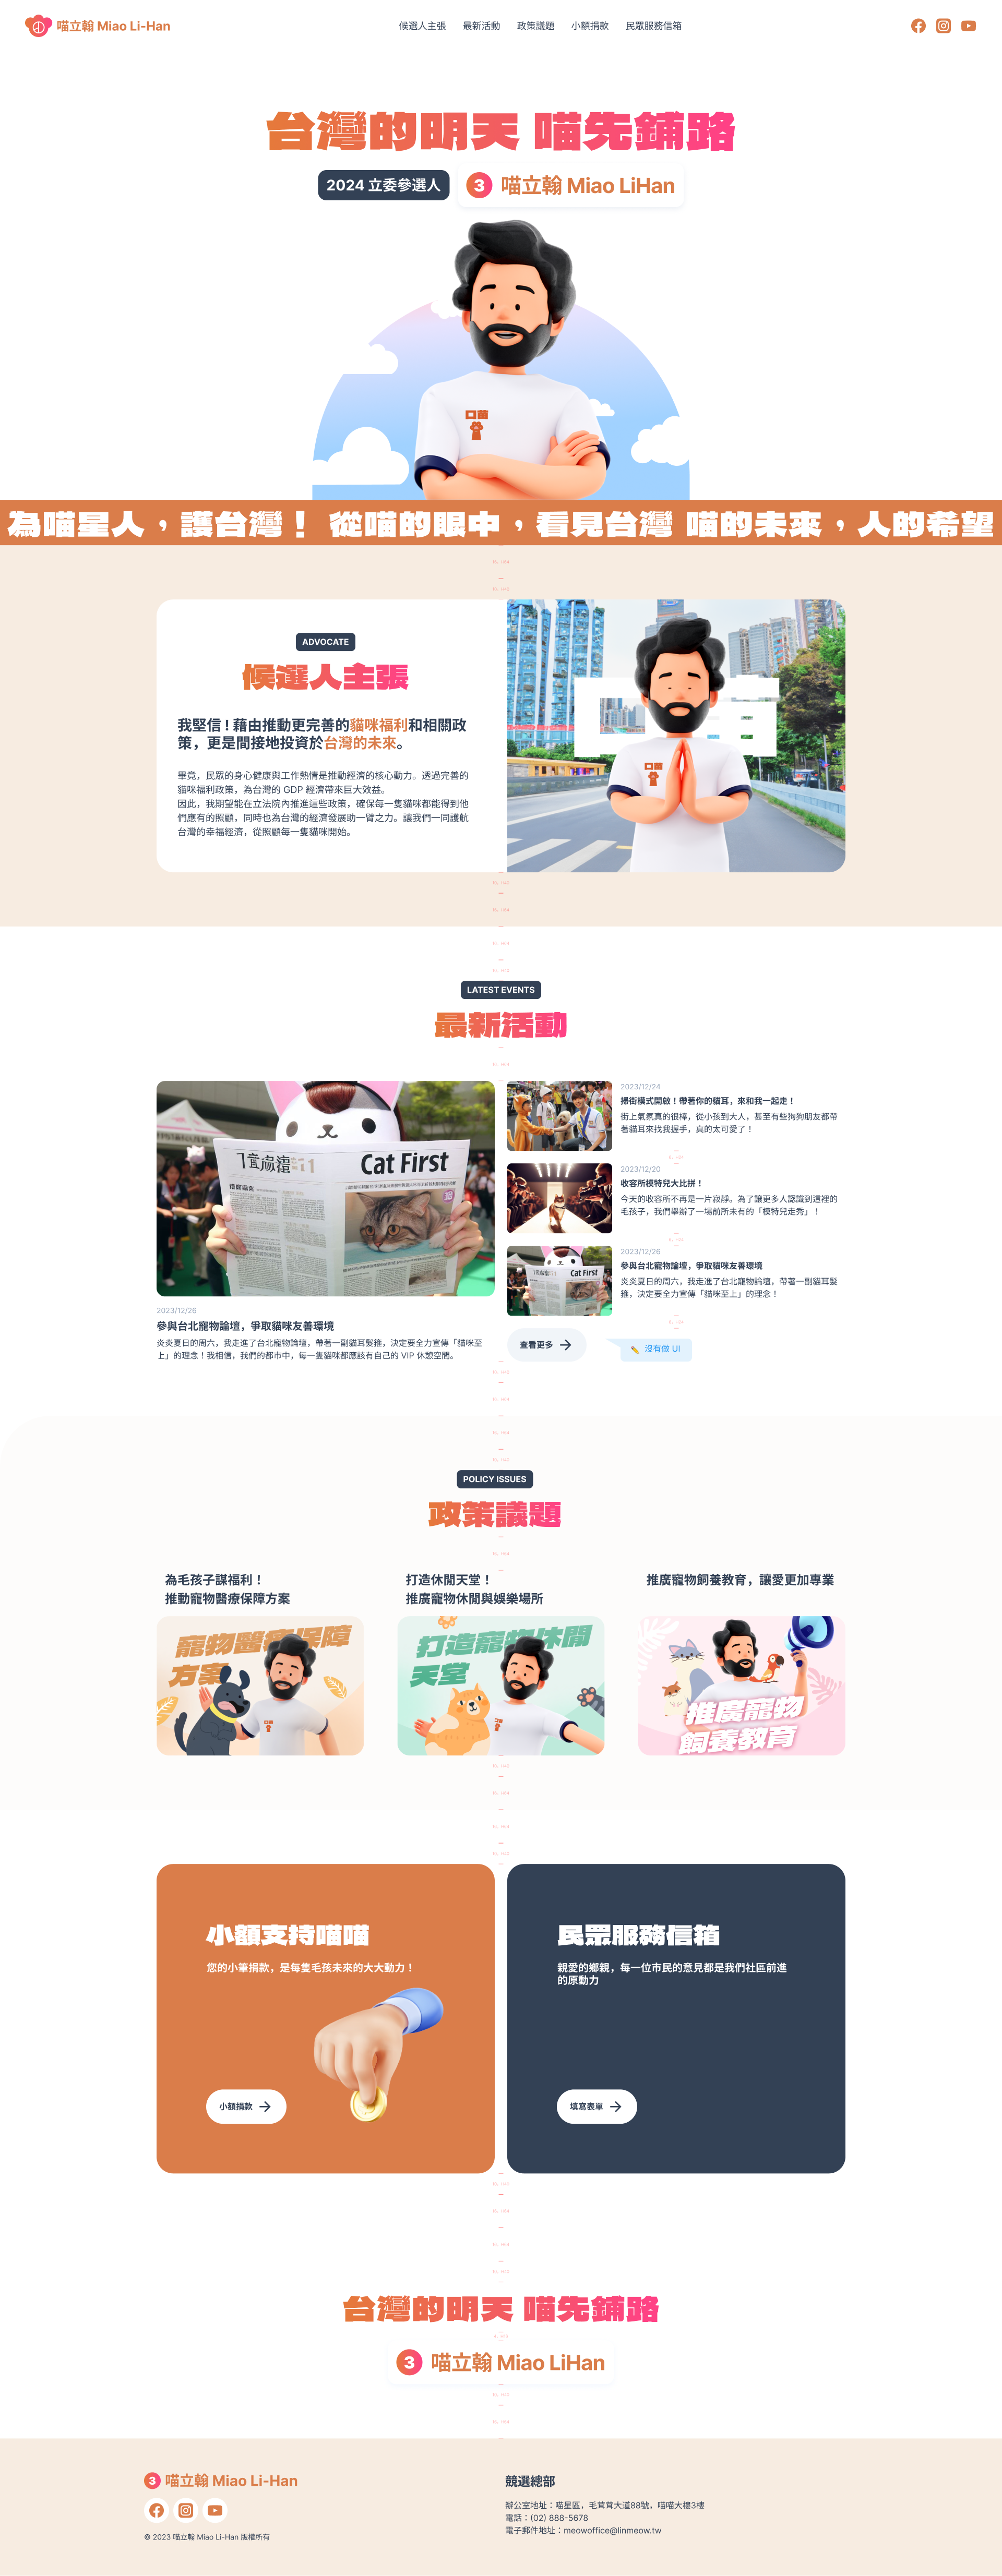 喵立翰 Miao Li-Han
候選人主張
最新活動
政策議題
小額捐款
民眾服務信箱
台灣的明天 喵先鋪路
2024 立委參選人
3 喵立翰 Miao LiHan
口苗
為喵星人，護台灣！ 從喵的眼中，看見台灣 喵的未來，人的希望
ADVOCATE
候選人主張
我堅信 ! 藉由推動更完善的貓咪福利和相關政
策，更是間接地投資於台灣的未來。
畢竟，民眾的身心健康與工作熱情是推動經濟的核心動力。透過完善的
貓咪福利政策，為台灣的 GDP 經濟帶來巨大效益。
因此，我期望能在立法院內推進這些政策，確保每一隻貓咪都能得到他
們應有的照顧，同時也為台灣的經濟發展助一臂之力。讓我們一同護航
台灣的幸福經濟，從照顧每一隻貓咪開始。
口苗
LATEST EVENTS
最新活動
Cat First
2023/12/26
參與台北寵物論壇，爭取貓咪友善環境
炎炎夏日的周六，我走進了台北寵物論壇，帶著一副貓耳髮箍，決定要全力宣傳「貓咪至
上」的理念！我相信，我們的都市中，每一隻貓咪都應該有自己的 VIP 休憩空間。
2023/12/24
掃街模式開啟！帶著你的貓耳，來和我一起走！
街上氣氛真的很棒，從小孩到大人，甚至有些狗狗朋友都帶
著貓耳來找我握手，真的太可愛了！
2023/12/20
收容所模特兒大比拼！
今天的收容所不再是一片寂靜。為了讓更多人認識到這裡的
毛孩子，我們舉辦了一場前所未有的「模特兒走秀」！
Cat First
2023/12/26
參與台北寵物論壇，爭取貓咪友善環境
炎炎夏日的周六，我走進了台北寵物論壇，帶著一副貓耳髮
箍，決定要全力宣傳「貓咪至上」的理念！
查看更多
沒有做 UI
POLICY ISSUES
政策議題
為毛孩子謀福利！
推動寵物醫療保障方案
寵物醫療保障
方案
打造休閒天堂！
推廣寵物休閒與娛樂場所
打造寵物休閒
天堂
推廣寵物飼養教育，讓愛更加專業
推廣寵物
飼養教育
小額支持喵喵
您的小筆捐款，是每隻毛孩未來的大大動力！
小額捐款
民眾服務信箱
親愛的鄉親，每一位市民的意見都是我們社區前進
的原動力
填寫表單
台灣的明天 喵先鋪路
3 喵立翰 Miao LiHan
3 喵立翰 Miao Li-Han
© 2023 喵立翰 Miao Li-Han 版權所有
競選總部
辦公室地址：喵星區，毛茸茸大道88號，喵喵大樓3樓
電話：(02) 888-5678
電子郵件地址：meowoffice@linmeow.tw